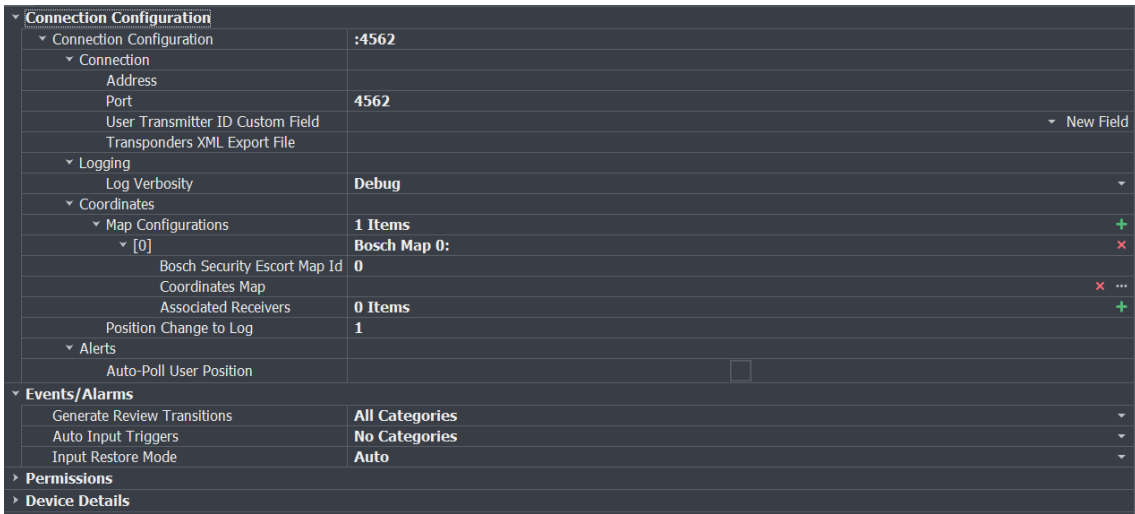 Connection Configuration
Connection Configuration :4562
Connection
Address
Port 4562
User Transmitter ID Custom Field New Field
Transponders XML Export File
Logging
Log Verbosity Debug
Coordinates
Map Configurations 1 Items
[0] Bosch Map 0:
Bosch Security Escort Map Id 0
Coordinates Map
Associated Receivers 0 Items
Position Change to Log 1
Alerts
Auto-Poll User Position
Events/Alarms
Generate Review Transitions All Categories
Auto Input Triggers No Categories
Input Restore Mode Auto
Permissions
Device Details